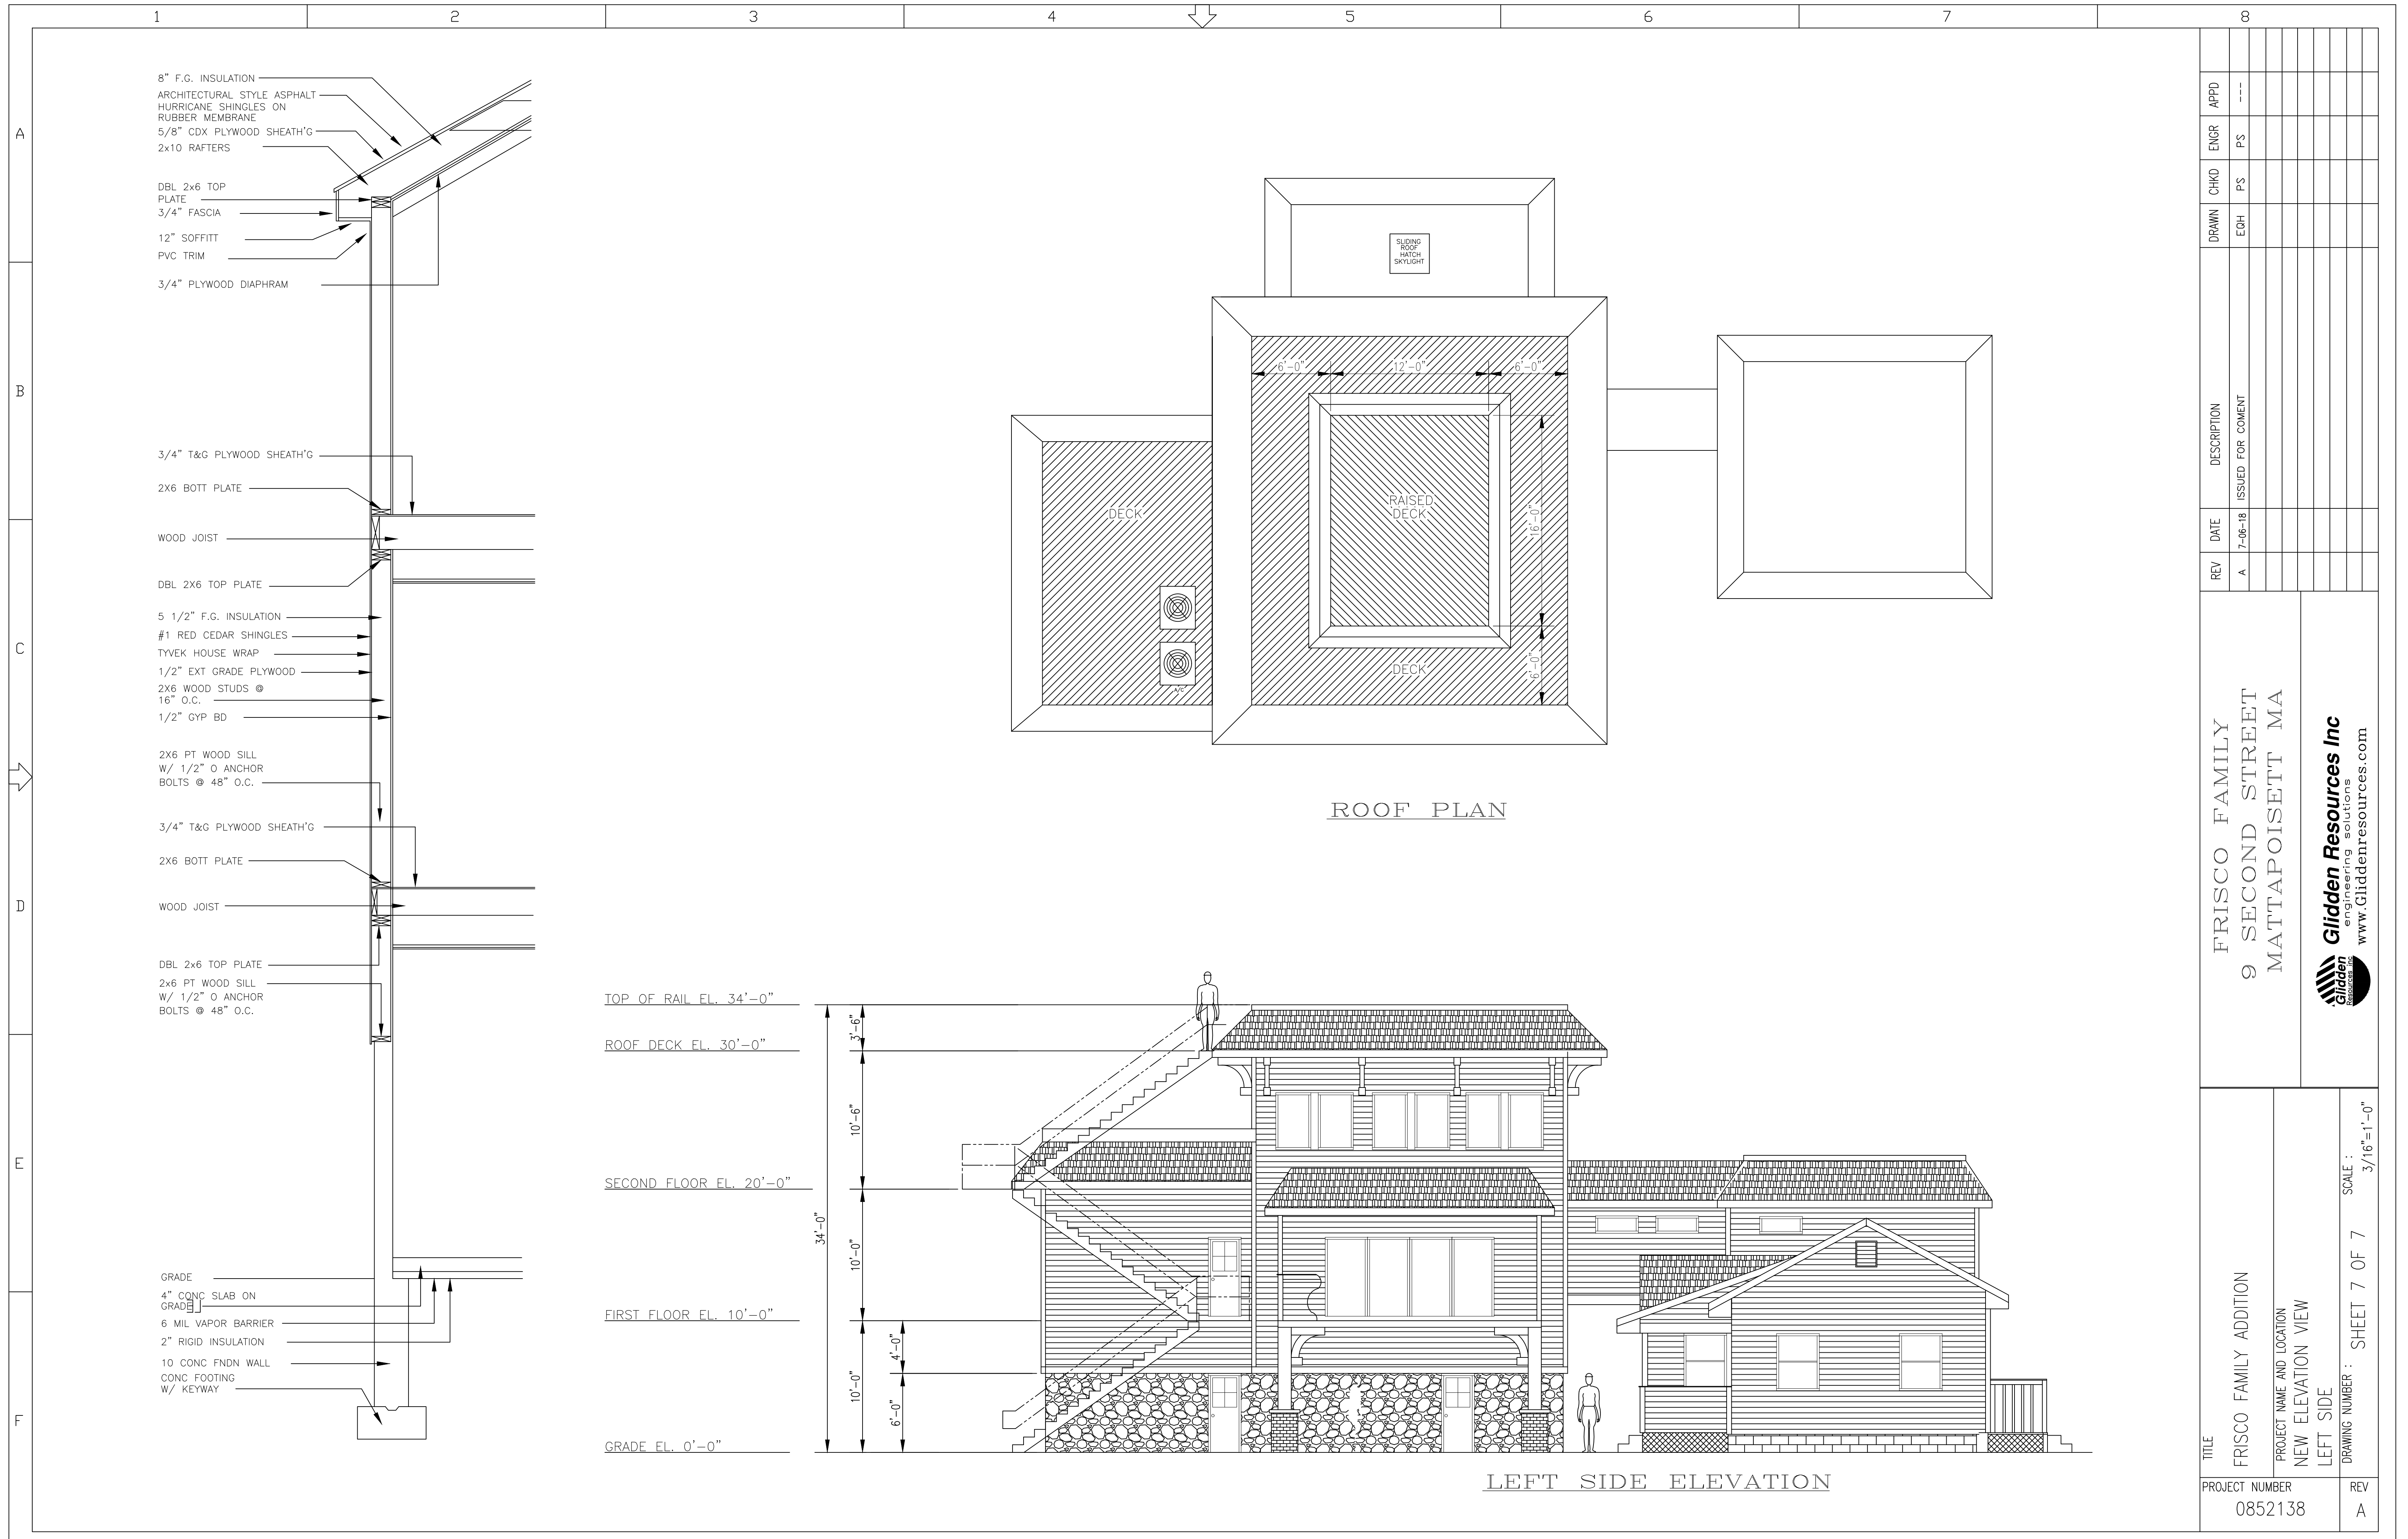 1
2
3
4
5
6
7
8
A
B
C
D
E
F
8" F.G. INSULATION
ARCHITECTURAL STYLE ASPHALT
HURRICANE SHINGLES ON
RUBBER MEMBRANE
5/8" CDX PLYWOOD SHEATH'G
2x10 RAFTERS
DBL 2x6 TOP
PLATE
3/4" FASCIA
12" SOFFITT
PVC TRIM
3/4" PLYWOOD DIAPHRAM
3/4" T&G PLYWOOD SHEATH'G
2X6 BOTT PLATE
WOOD JOIST
DBL 2X6 TOP PLATE
5 1/2" F.G. INSULATION
#1 RED CEDAR SHINGLES
TYVEK HOUSE WRAP
1/2" EXT GRADE PLYWOOD
2X6 WOOD STUDS @
16" O.C.
1/2" GYP BD
2X6 PT WOOD SILL
W/ 1/2" O ANCHOR
BOLTS @ 48" O.C.
3/4" T&G PLYWOOD SHEATH'G
2X6 BOTT PLATE
WOOD JOIST
DBL 2x6 TOP PLATE
2x6 PT WOOD SILL
W/ 1/2" O ANCHOR
BOLTS @ 48" O.C.
GRADE
4" CONC SLAB ON
GRADE
6 MIL VAPOR BARRIER
2" RIGID INSULATION
10 CONC FNDN WALL
CONC FOOTING
W/ KEYWAY
SLIDING
ROOF
HATCH
SKYLIGHT
6'-0"
12'-0"
6'-0"
DECK
RAISED
DECK
16'-0"
DECK
6'-0"
A/C
ROOF PLAN
TOP OF RAIL EL. 34'-0"
ROOF DECK EL. 30'-0"
SECOND FLOOR EL. 20'-0"
FIRST FLOOR EL. 10'-0"
GRADE EL. 0'-0"
34'-0"
3'-6"
10'-6"
10'-0"
10'-0"
4'-0"
6'-0"
LEFT SIDE ELEVATION
REV DATE DESCRIPTION DRAWN CHKD ENGR APPD
A 7-06-18 ISSUED FOR COMENT EQH PS PS ---
FRISCO FAMILY
9 SECOND STREET
MATTAPOISETT MA
Glidden
Resources inc
Glidden Resources Inc
engineering solutions
www.Gliddenresources.com
TITLE
FRISCO FAMILY ADDITION
PROJECT NAME AND LOCATION
NEW ELEVATION VIEW
LEFT SIDE
DRAWING NUMBER :
SHEET 7 OF 7
SCALE :
3/16"=1'-0"
PROJECT NUMBER
0852138
REV
A